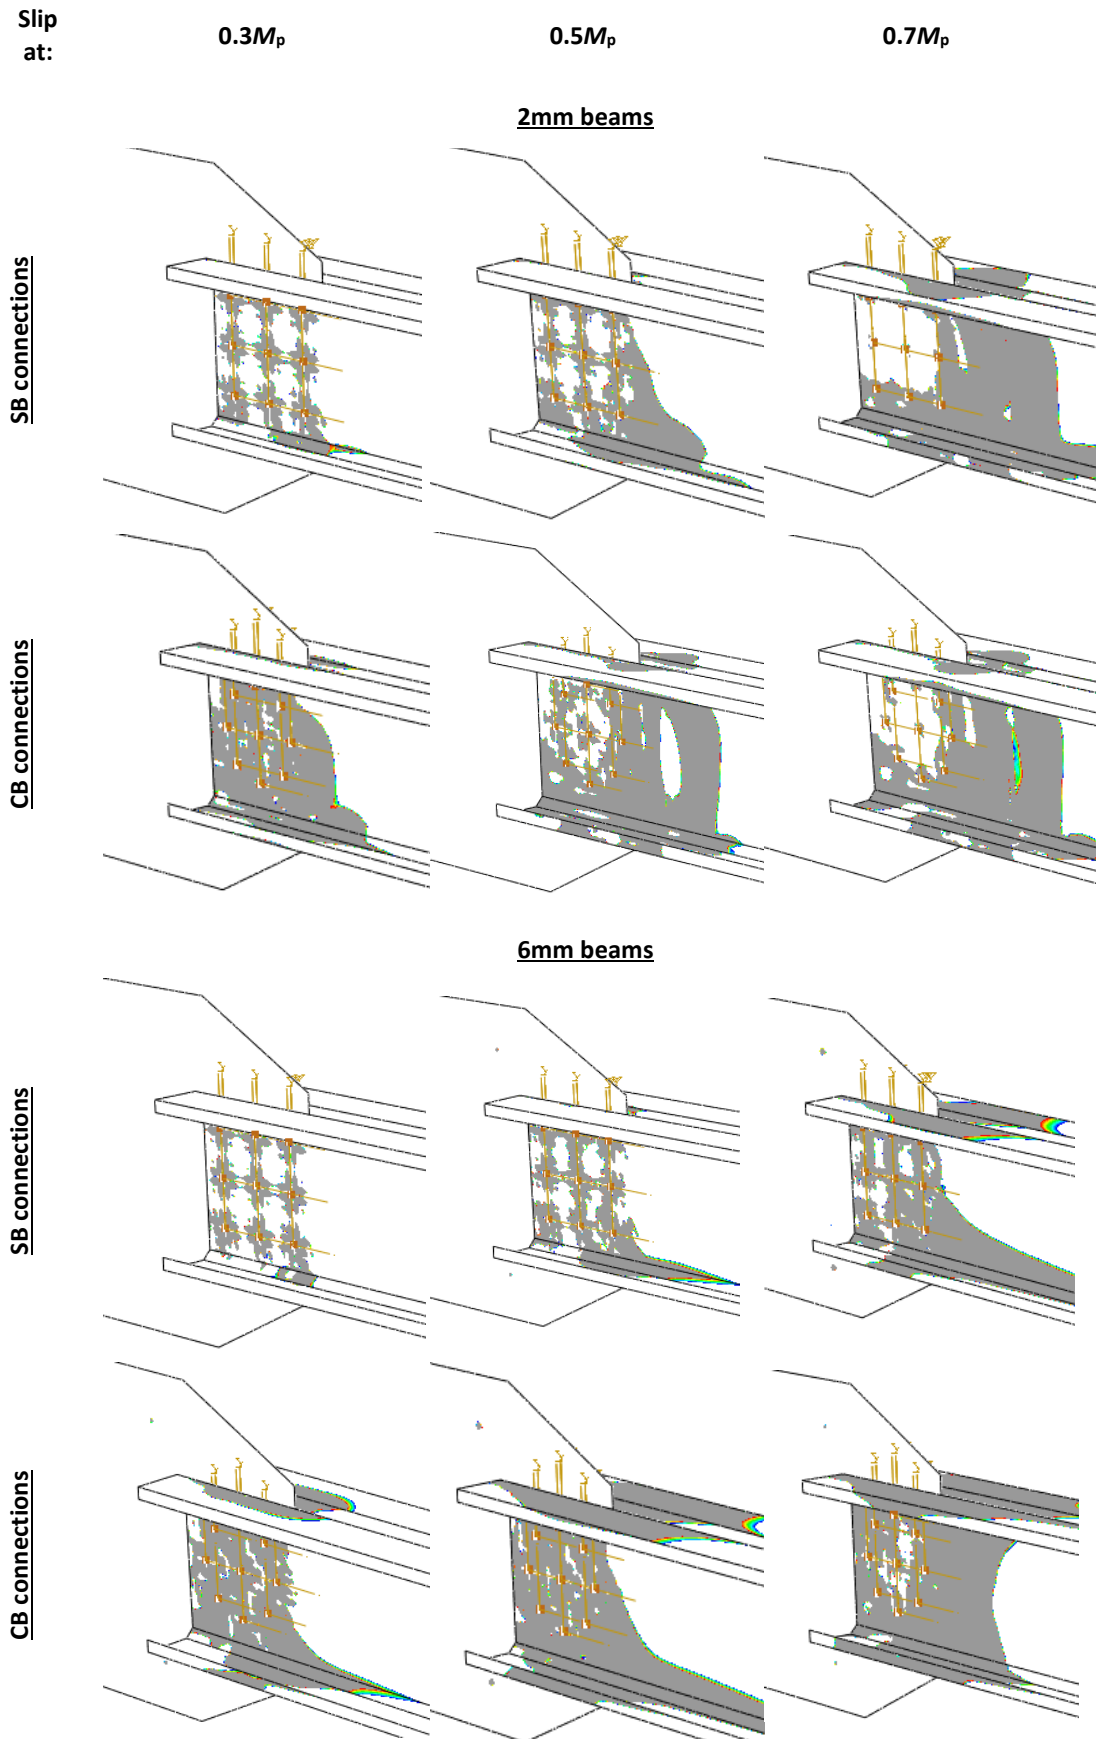 Slip
at:
0.3Mp
0.5Mp
0.7Mp
2mm beams
SB connections
CB connections
6mm beams
SB connections
CB connections